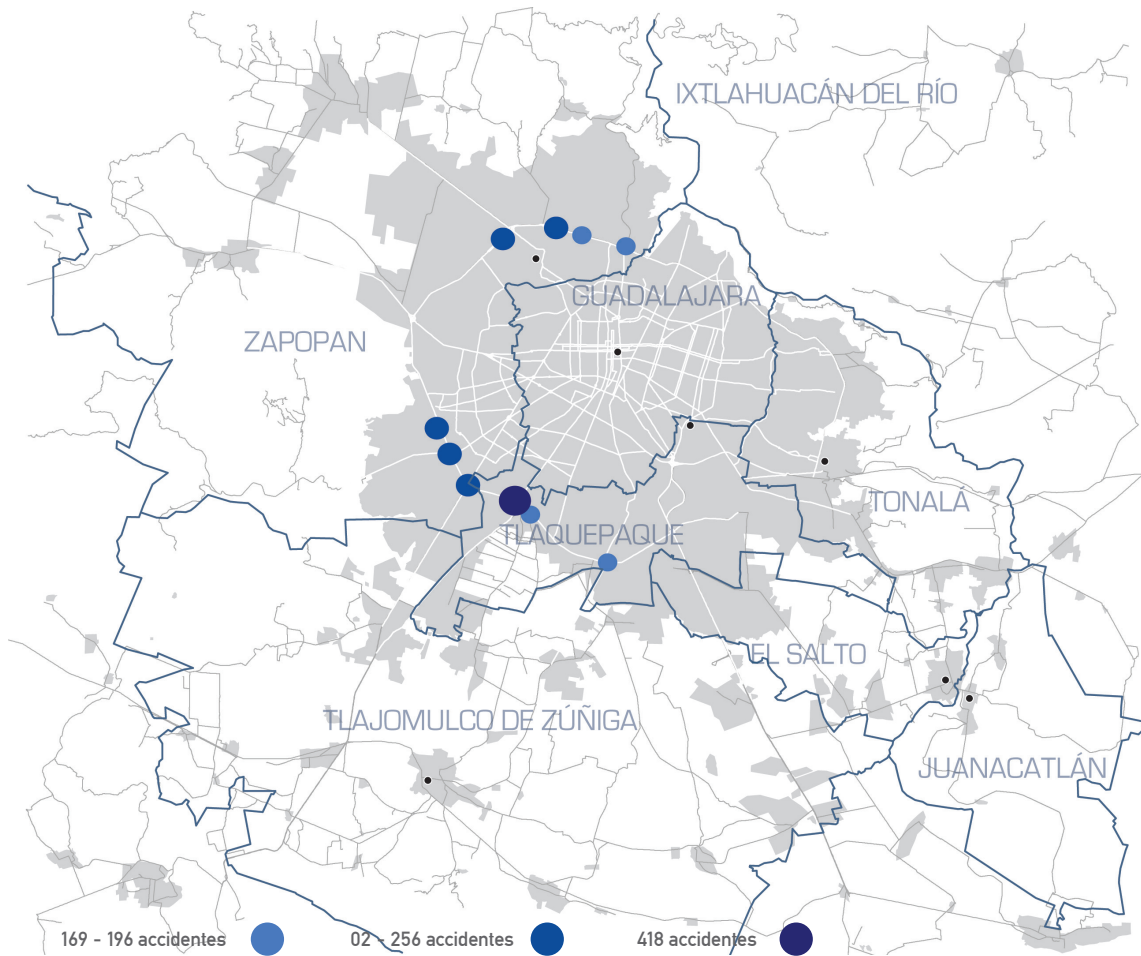 IXTLAHUACÁN DEL RÍO
GUADALAJARA
ZAPOPAN
TONALÁ
TLAQUEPAQUE
EL SALTO
TLAJOMULCO DE ZÚÑIGA
JUANACATLÁN
169 - 196 accidentes
02 - 256 accidentes
418 accidentes